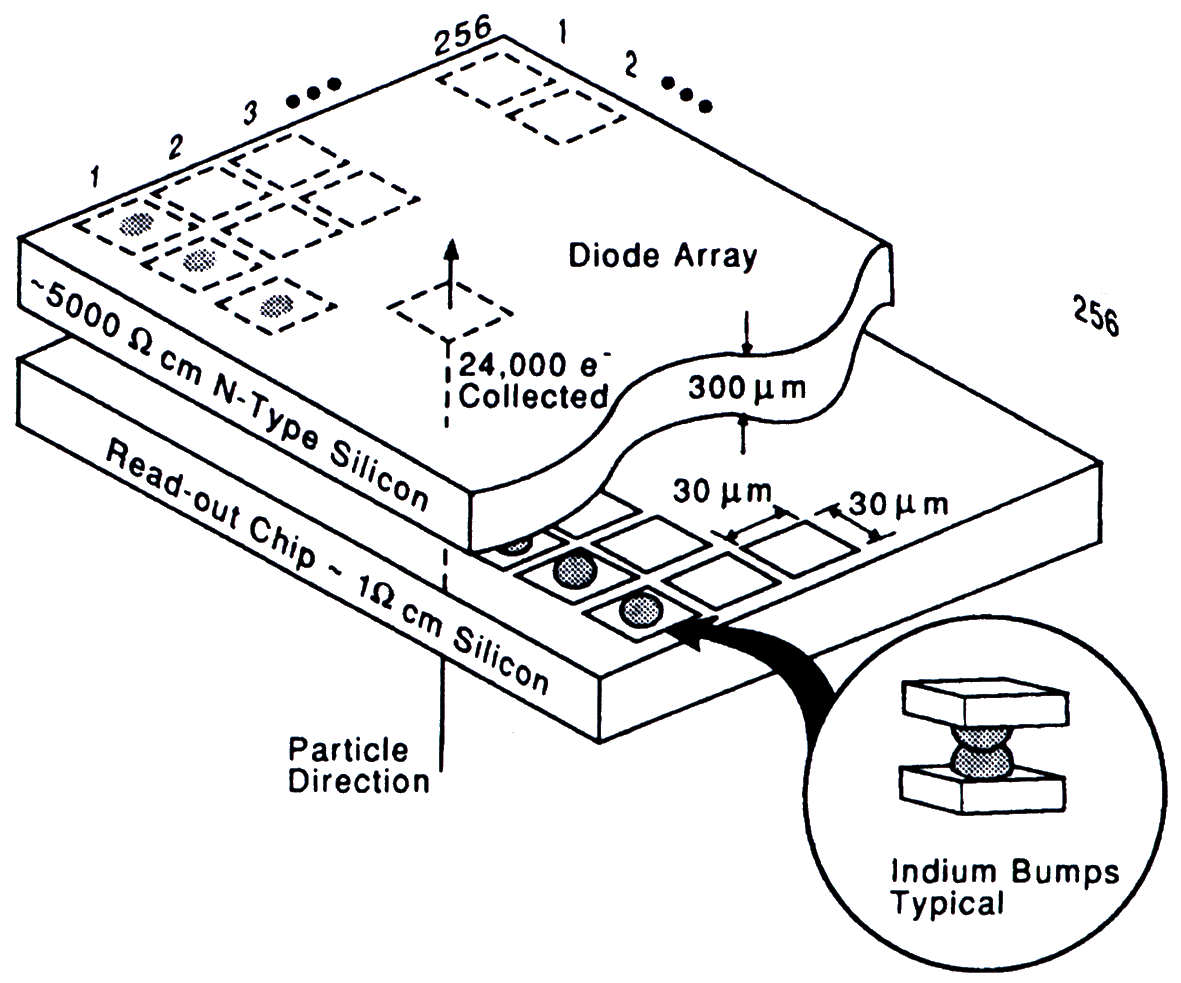 256
1
2
3
2
1
Diode Array
256
~5000 Ω cm N-Type Silicon
24,000 e-
Collected
300 μm
30 μm
30 μm
Read-out Chip ~ 1Ω cm Silicon
Particle
Direction
Indium Bumps
Typical